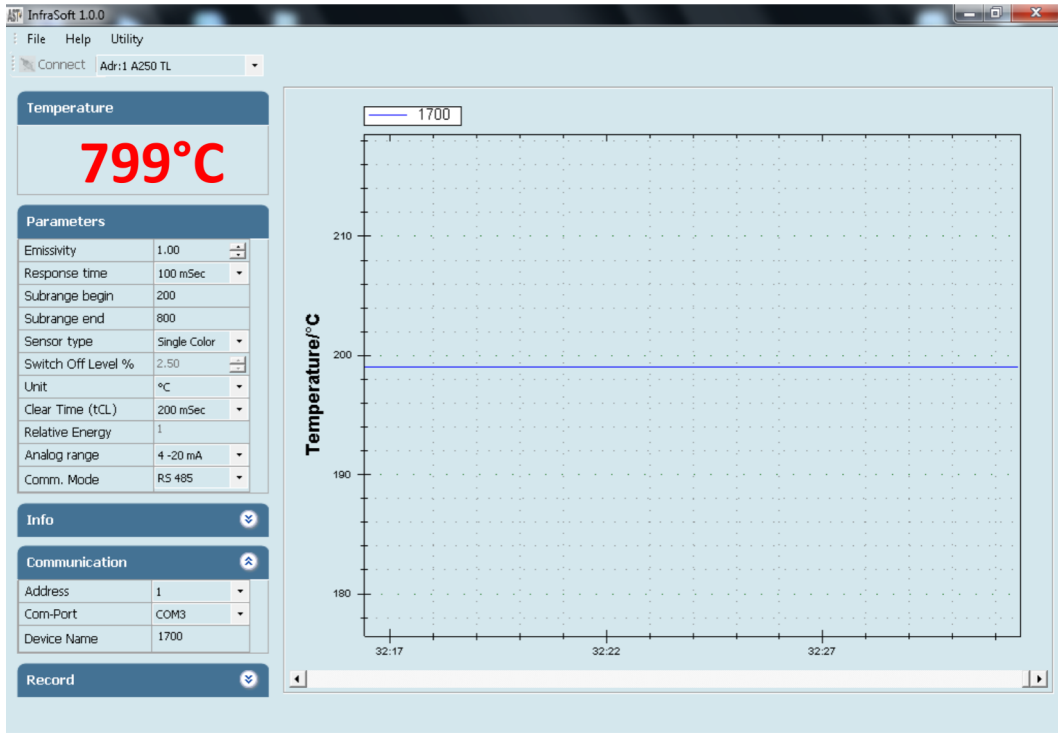 AST InfraSoft 1.0.0
File Help Utility
Connect Adr:1 A250 TL
Temperature
799°C
Parameters
Emissivity 1.00
Response time 100 mSec
Subrange begin 200
Subrange end 800
Sensor type Single Color
Switch Off Level % 2.50
Unit °C
Clear Time (tCL) 200 mSec
Relative Energy 1
Analog range 4 -20 mA
Comm. Mode RS 485
Info
Communication
Address 1
Com-Port COM3
Device Name 1700
Record
1700
Temperature/°C
210
200
190
180
32:17 32:22 32:27